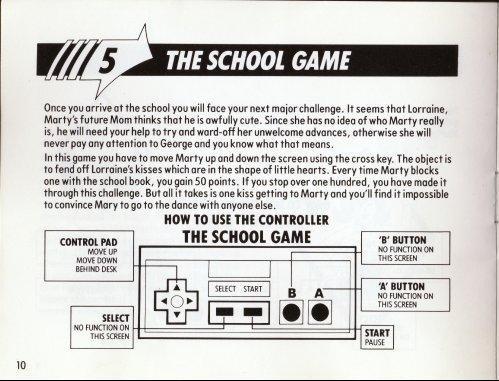 5 THE SCHOOL GAME
Once you arrive at the school you will face your next major challenge. It seems that Lorraine,
Marty's future Mom thinks that he is awfully cute. Since she has no idea of who Marty really
is, he will need your help to try and ward-off her unwelcome advances, otherwise she will
never pay any attention to George and you know what that means.
In this game you have to move Marty up and down the screen using the cross key. The object is
to fend off Lorraine's kisses which are in the shape of little hearts. Every time Marty blocks
one with the school book, you gain 50 points. If you stop over one hundred, you have made it
through this challenge. But all it takes is one kiss getting to Marty and you'll find it impossible
to convince Mary to go to the dance with anyone else.
HOW TO USE THE CONTROLLER
THE SCHOOL GAME
CONTROL PAD
MOVE UP
MOVE DOWN
BEHIND DESK
SELECT
NO FUNCTION ON
THIS SCREEN
SELECT START
B A
'B' BUTTON
NO FUNCTION ON
THIS SCREEN
'A' BUTTON
NO FUNCTION ON
THIS SCREEN
START
PAUSE
10